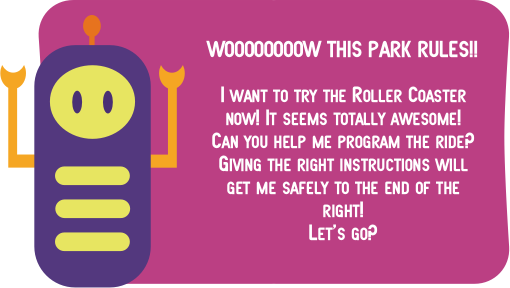 Woooooooow this park rules!!
I want to try the Roller Coaster
now! It seems totally awesome!
Can you help me program the ride?
Giving the right instructions will
get me safely to the end of the
right!
Let's go?